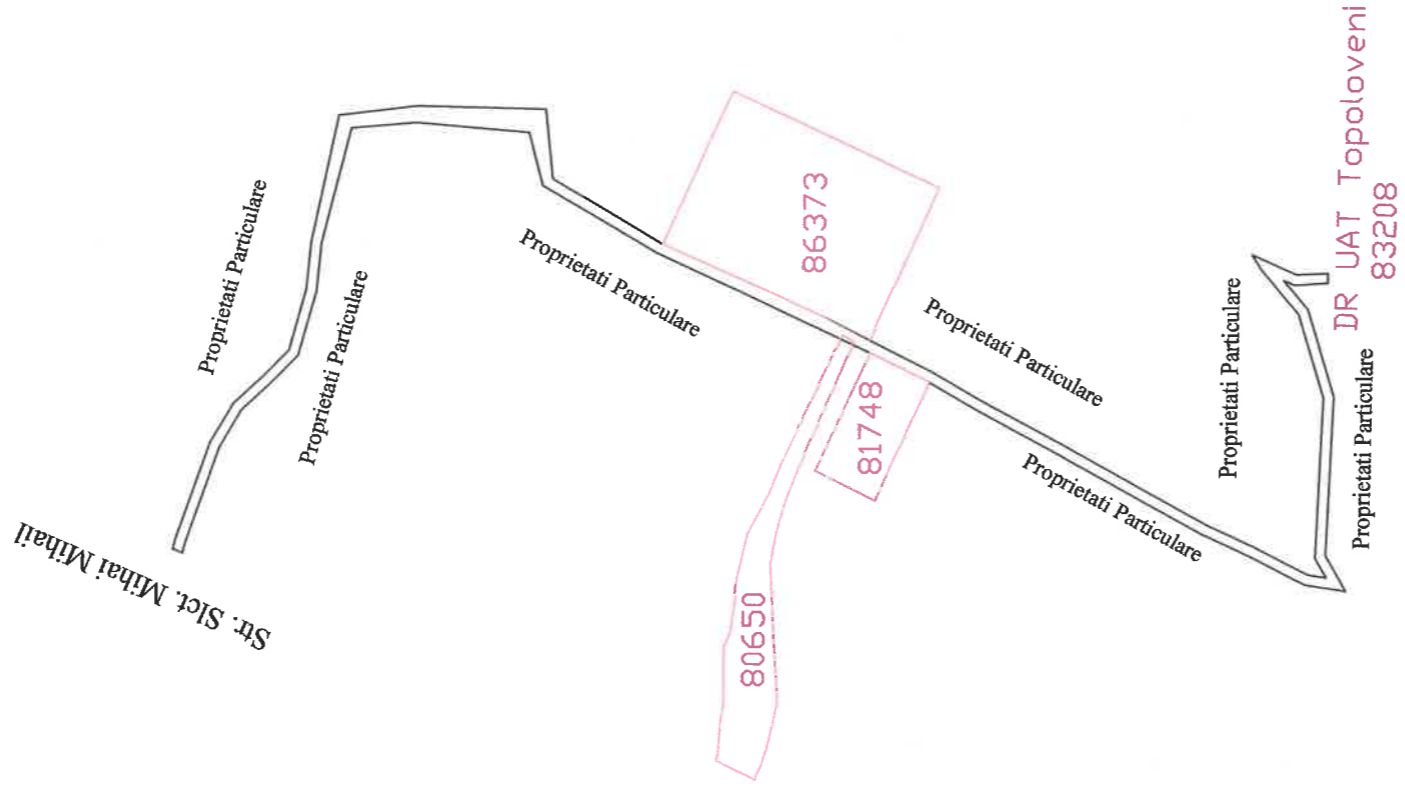 Str. Slct. Mihai Mihail
Proprietati Particulare
Proprietati Particulare
Proprietati Particulare
86373
81748
80650
Proprietati Particulare
Proprietati Particulare
Proprietati Particulare
Proprietati Particulare
DR UAT Topoloveni
83208